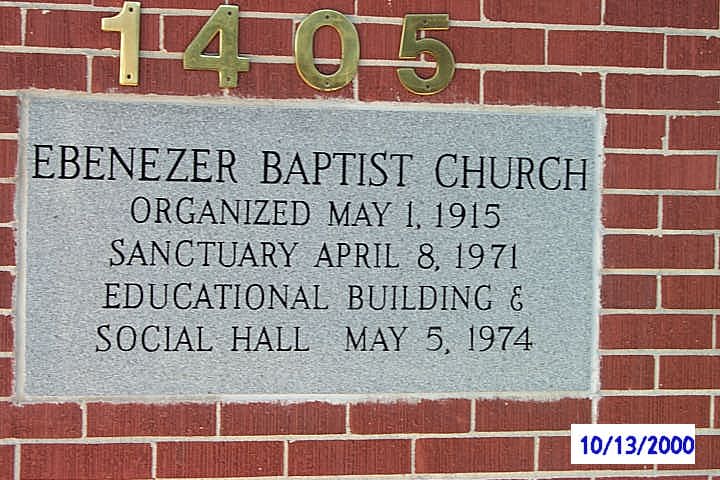 1405
EBENEZER BAPTIST CHURCH
ORGANIZED MAY 1, 1915
SANCTUARY APRIL 8, 1971
EDUCATIONAL BUILDING &
SOCIAL HALL MAY 5, 1974
10/13/2000